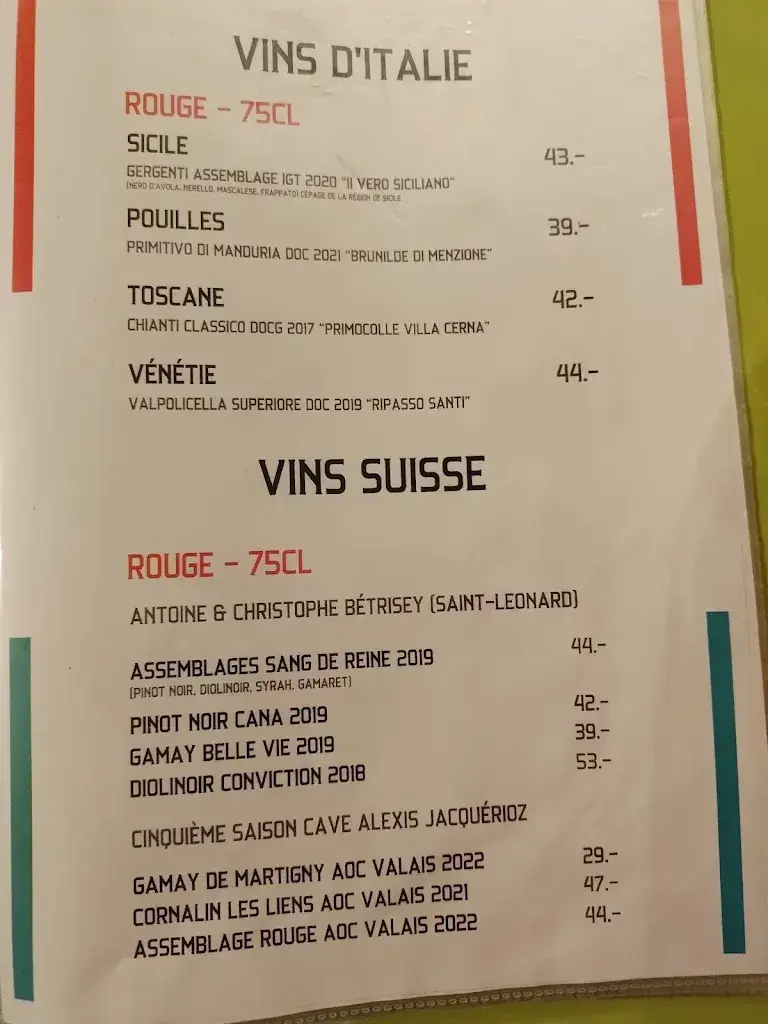 VINS D'ITALIE
ROUGE - 75CL
SICILE 43.-
GERGENTI ASSEMBLAGE IGT 2020 "Il VERO SICILIANO"
(NERO D'AVOLA, NERELLO, MASCALESE, FRAPPATO) CÉPAGE DE LA RÉGION DE SICILE
POUILLES 39.-
PRIMITIVO DI MANDURIA DOC 2021 "BRUNILDE DI MENZIONE"
TOSCANE 42.-
CHIANTI CLASSICO DOCG 2017 "PRIMOCOLLE VILLA CERNA"
VÉNÉTIE 44.-
VALPOLICELLA SUPERIORE DOC 2019 "RIPASSO SANTI"
VINS SUISSE
ROUGE - 75CL
ANTOINE & CHRISTOPHE BÉTRISEY (SAINT-LEONARD)
ASSEMBLAGES SANG DE REINE 2019 44.-
(PINOT NOIR, DIOLINOIR, SYRAH, GAMARET)
PINOT NOIR CANA 2019 42.-
GAMAY BELLE VIE 2019 39.-
DIOLINOIR CONVICTION 2018 53.-
CINQUIÈME SAISON CAVE ALEXIS JACQUÉRIOZ
GAMAY DE MARTIGNY AOC VALAIS 2022 29.-
CORNALIN LES LIENS AOC VALAIS 2021 47.-
ASSEMBLAGE ROUGE AOC VALAIS 2022 44.-